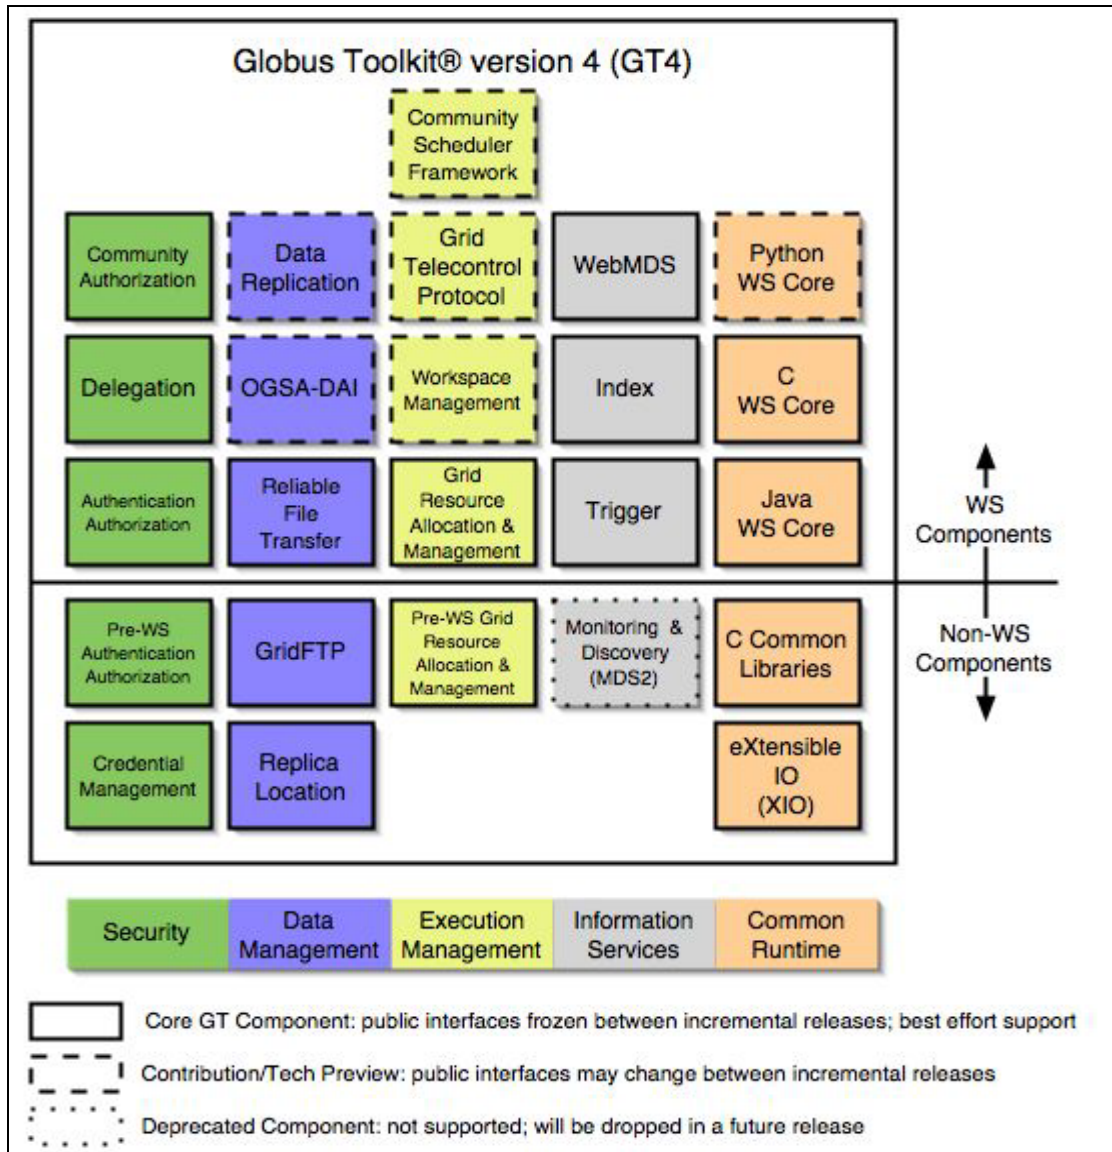 Globus Toolkit® version 4 (GT4)
Community
Scheduler
Framework
Community
Authorization
Data
Replication
Grid
Telecontrol
Protocol
WebMDS
Python
WS Core
Delegation
OGSA-DAI
Workspace
Management
Index
C
WS Core
Authentication
Authorization
Reliable
File
Transfer
Grid
Resource
Allocation &
Management
Trigger
Java
WS Core
WS
Components
Pre-WS
Authentication
Authorization
GridFTP
Pre-WS Grid
Resource
Allocation &
Management
Monitoring &
Discovery
(MDS2)
C Common
Libraries
Non-WS
Components
Credential
Management
Replica
Location
eXtensible
IO
(XIO)
Security
Data
Management
Execution
Management
Information
Services
Common
Runtime
Core GT Component: public interfaces frozen between incremental releases; best effort support
Contribution/Tech Preview: public interfaces may change between incremental releases
Deprecated Component: not supported; will be dropped in a future release